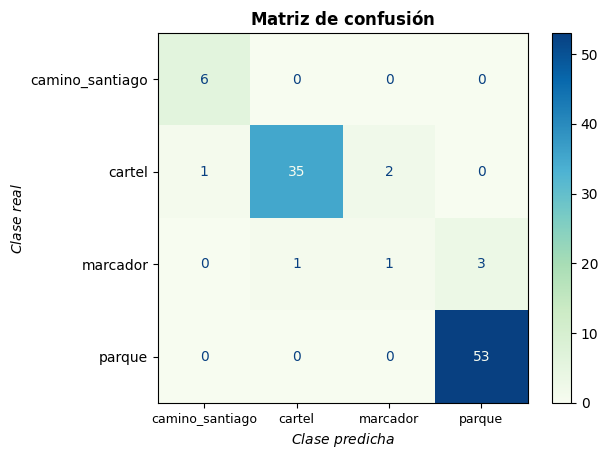 Matriz de confusión
camino_santiago 6 0 0 0
cartel 1 35 2 0
marcador 0 1 1 3
parque 0 0 0 53
camino_santiago cartel marcador parque
Clase predicha
Clase real
50
40
30
20
10
0